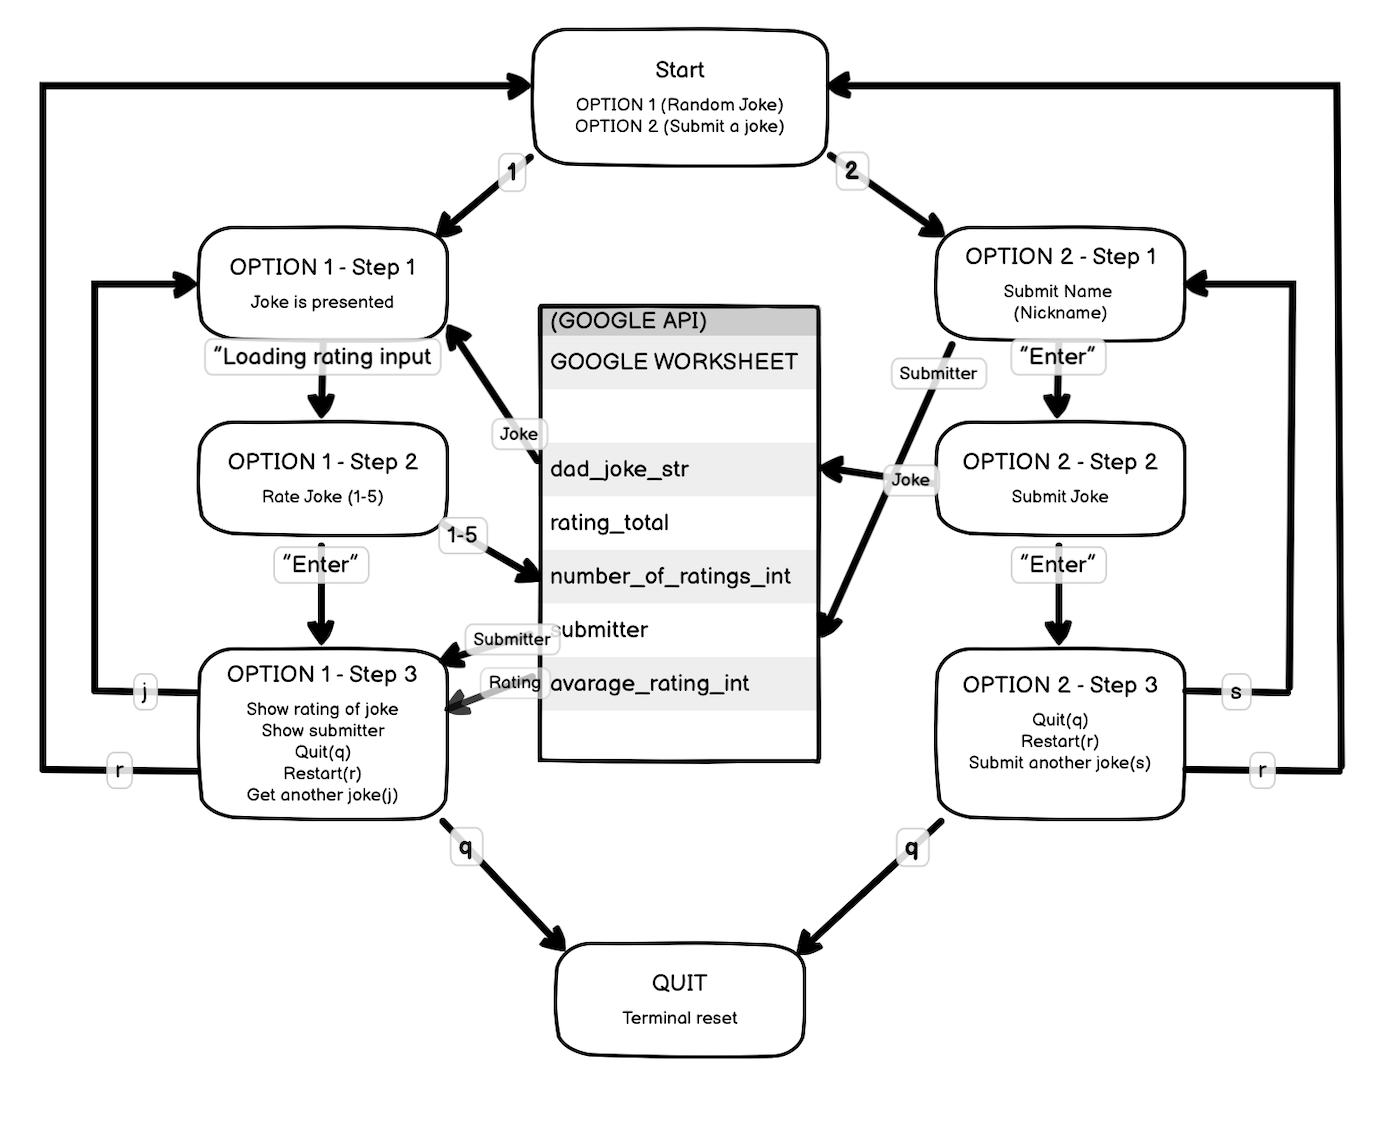 Start
OPTION 1 (Random Joke)
OPTION 2 (Submit a joke)
1
2
OPTION 1 - Step 1
Joke is presented
OPTION 2 - Step 1
Submit Name
(Nickname)
(GOOGLE API)
GOOGLE WORKSHEET
dad_joke_str
rating_total
number_of_ratings_int
submitter
avarage_rating_int
"Loading rating input
"Enter"
Submitter
Joke
Joke
OPTION 1 - Step 2
Rate Joke (1-5)
OPTION 2 - Step 2
Submit Joke
1-5
"Enter"
"Enter"
Submitter
Rating
OPTION 1 - Step 3
Show rating of joke
Show submitter
Quit(q)
Restart(r)
Get another joke(j)
OPTION 2 - Step 3
Quit(q)
Restart(r)
Submit another joke(s)
j
s
r
r
q
q
QUIT
Terminal reset